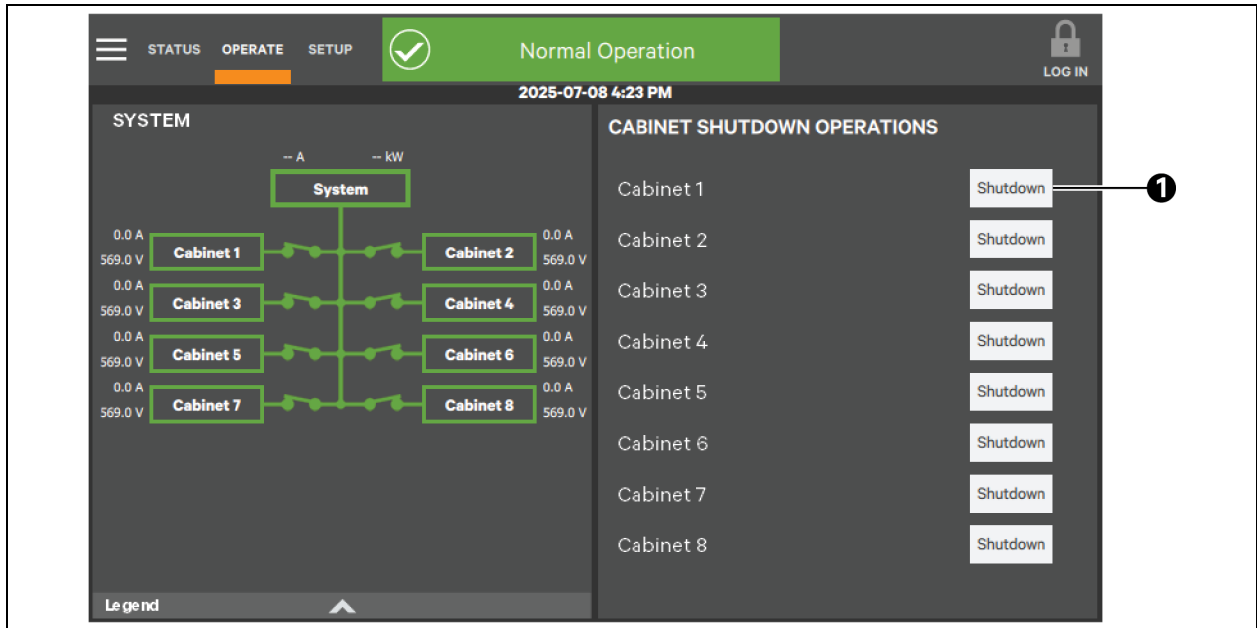 STATUS OPERATE SETUP Normal Operation LOG IN
2025-07-08 4:23 PM
SYSTEM
-- A -- kW
System
0.0 A Cabinet 1 Cabinet 2 0.0 A
569.0 V 569.0 V
0.0 A Cabinet 3 Cabinet 4 0.0 A
569.0 V 569.0 V
0.0 A Cabinet 5 Cabinet 6 0.0 A
569.0 V 569.0 V
0.0 A Cabinet 7 Cabinet 8 0.0 A
569.0 V 569.0 V
Legend
CABINET SHUTDOWN OPERATIONS
Cabinet 1 Shutdown 1
Cabinet 2 Shutdown
Cabinet 3 Shutdown
Cabinet 4 Shutdown
Cabinet 5 Shutdown
Cabinet 6 Shutdown
Cabinet 7 Shutdown
Cabinet 8 Shutdown